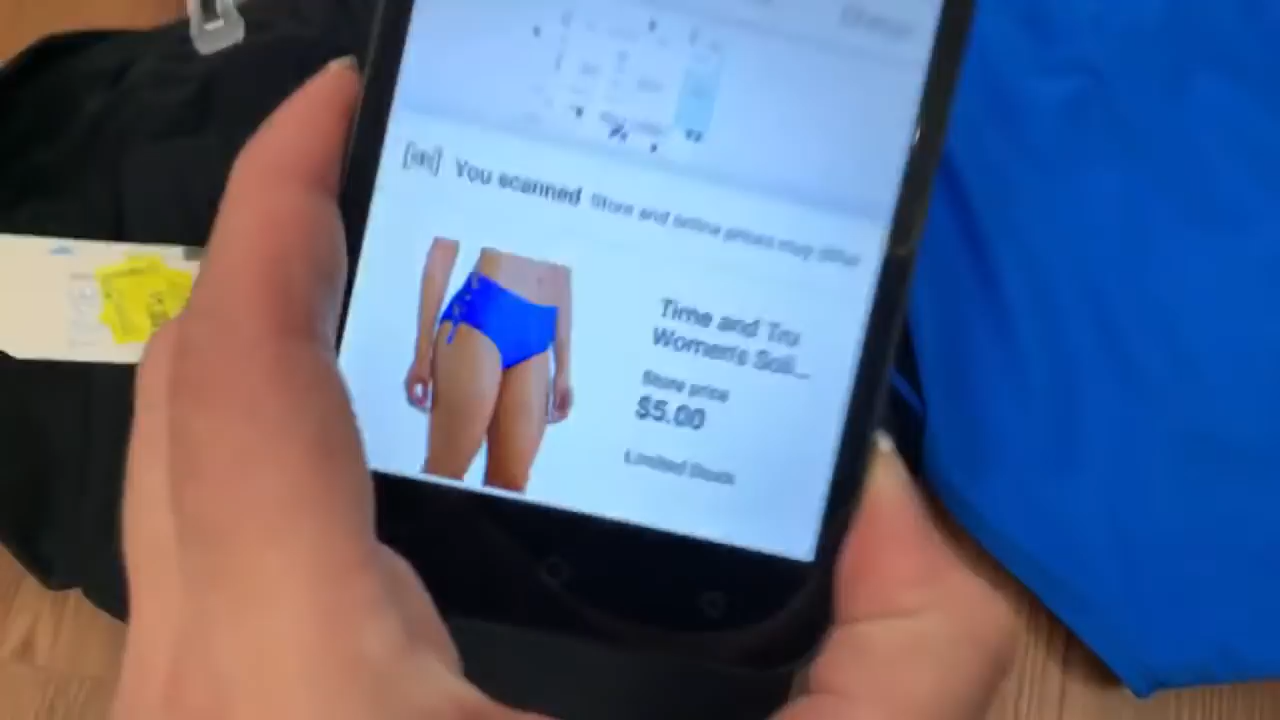 You scanned Store and online prices may differ
Time and Tru
Women's Soli...
Store price
$5.00
Limited Stock